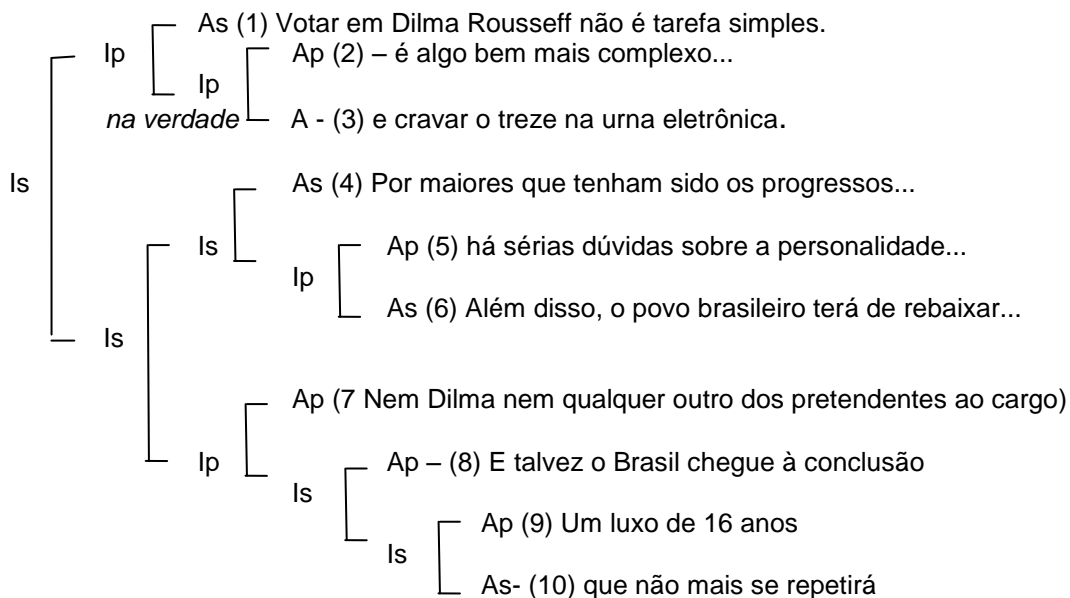 As (1) Votar em Dilma Rousseff não é tarefa simples.
Ip
Ap (2) – é algo bem mais complexo...
Ip
na verdade
A - (3) e cravar o treze na urna eletrônica.
Is
As (4) Por maiores que tenham sido os progressos...
Is
Ap (5) há sérias dúvidas sobre a personalidade...
Ip
As (6) Além disso, o povo brasileiro terá de rebaixar...
Is
Ap (7 Nem Dilma nem qualquer outro dos pretendentes ao cargo)
Ip
Ap – (8) E talvez o Brasil chegue à conclusão
Is
Ap (9) Um luxo de 16 anos
Is
As- (10) que não mais se repetirá